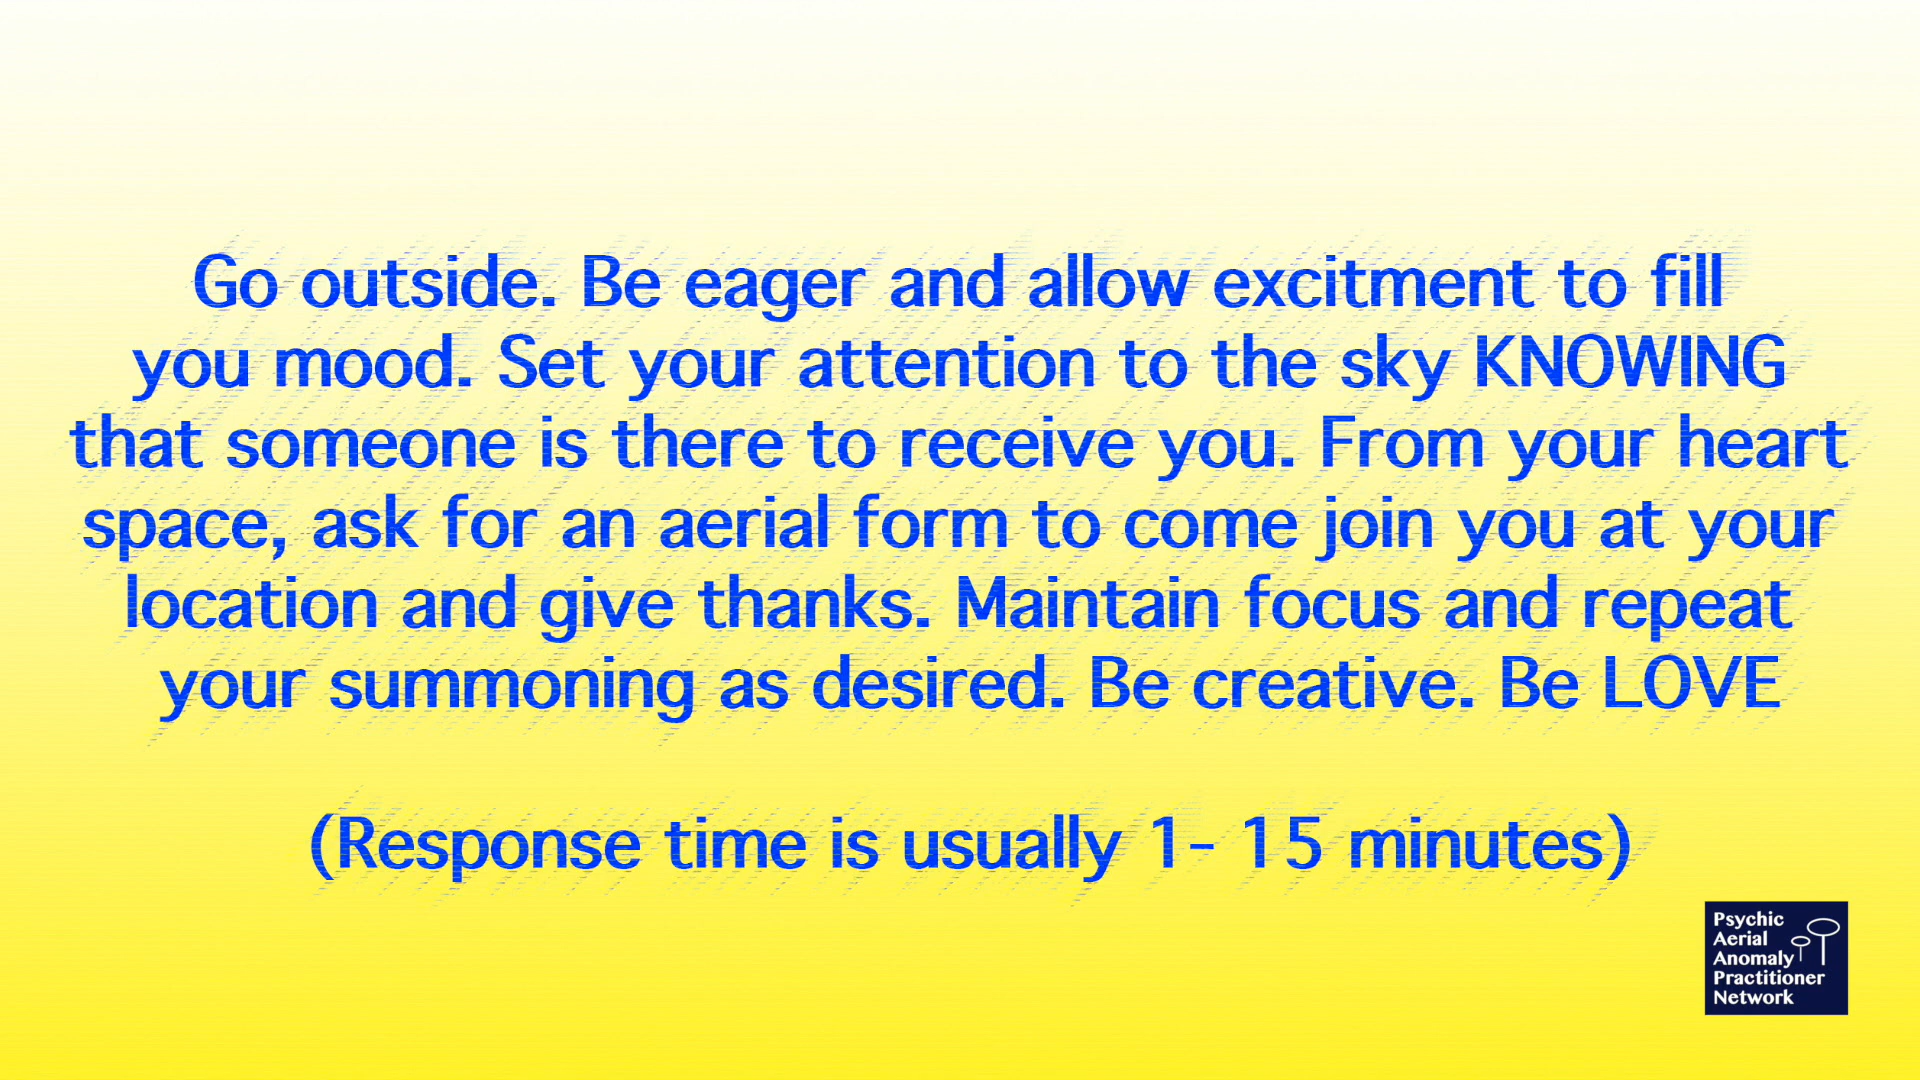 Go outside. Be eager and allow excitment to fill
you mood. Set your attention to the sky KNOWING
that someone is there to receive you. From your heart
space, ask for an aerial form to come join you at your
location and give thanks. Maintain focus and repeat
your summoning as desired. Be creative. Be LOVE
(Response time is usually 1- 15 minutes)
Psychic
Aerial
Anomaly
Practitioner
Network